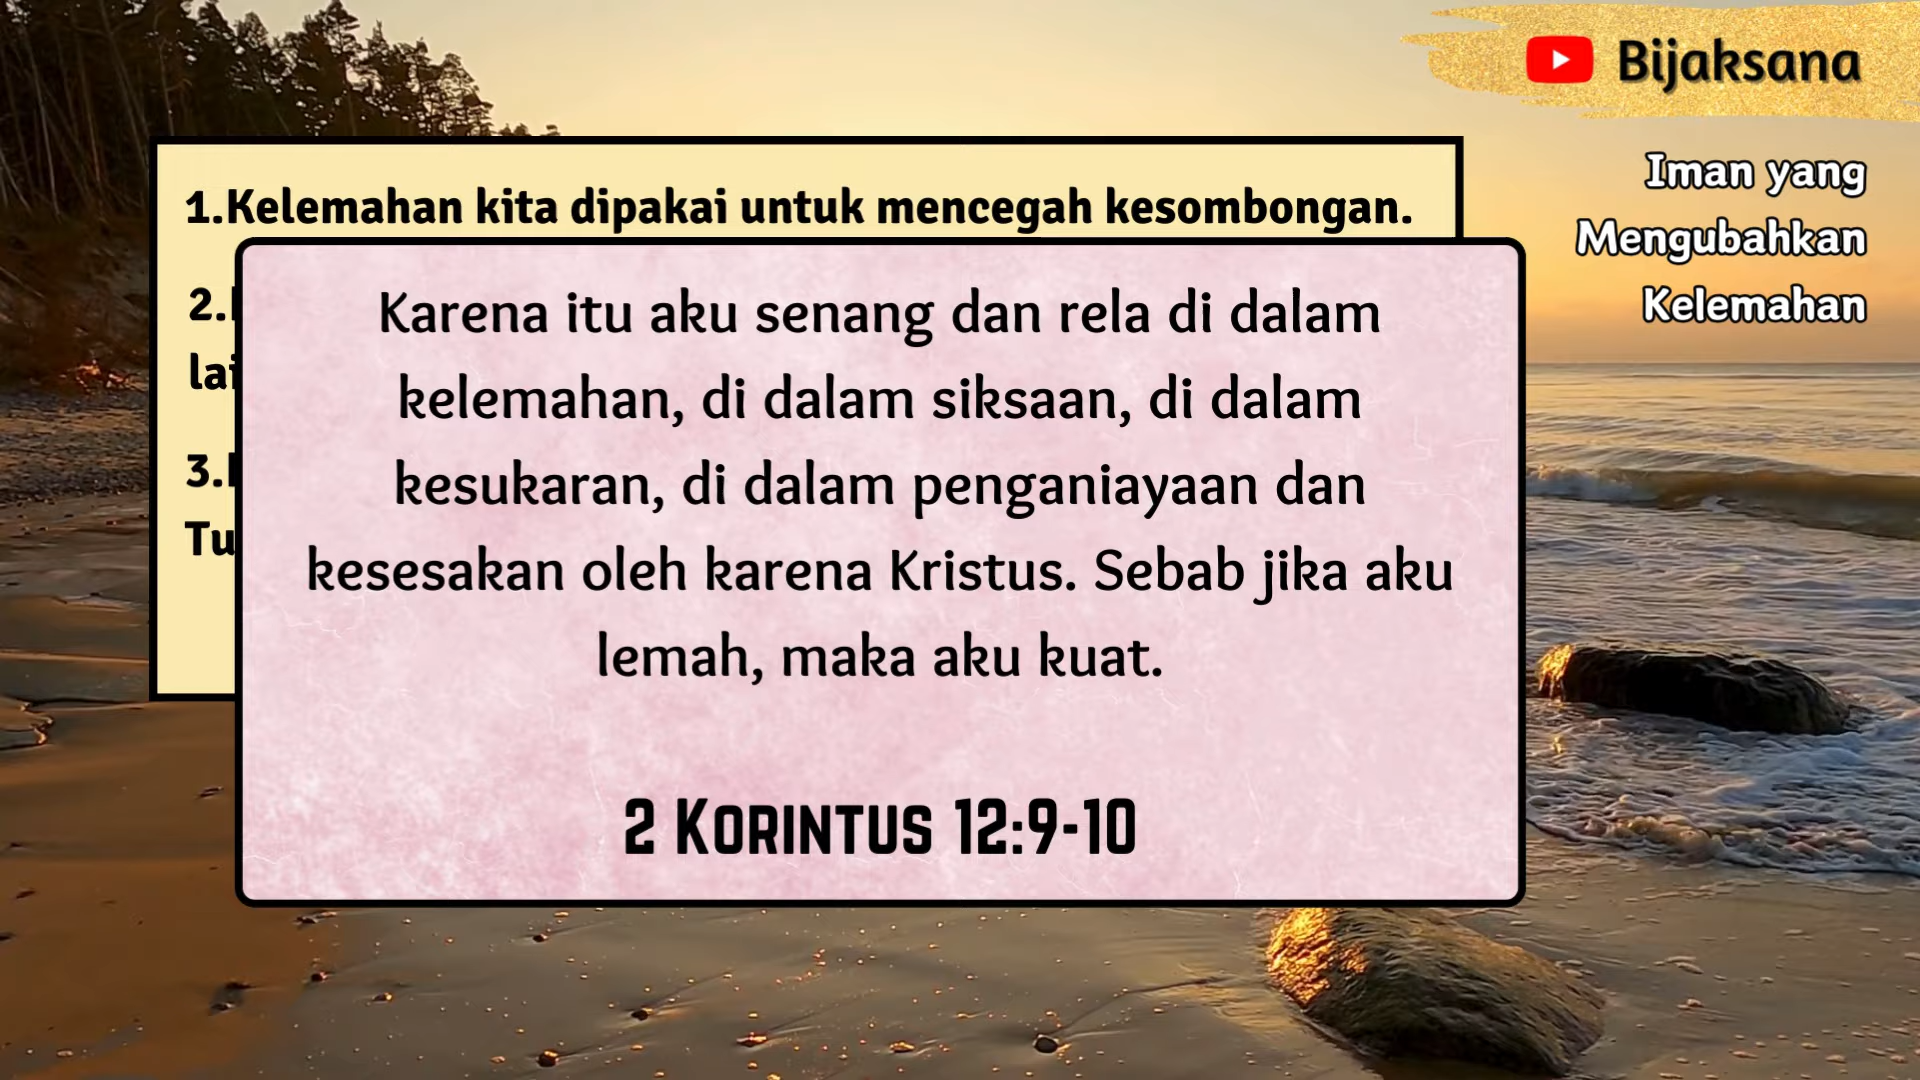 Bijaksana
Iman yang
Mengubahkan
Kelemahan
1.Kelemahan kita dipakai untuk mencegah kesombongan.
2.
3.
Karena itu aku senang dan rela di dalam
kelemahan, di dalam siksaan, di dalam
kesukaran, di dalam penganiayaan dan
kesesakan oleh karena Kristus. Sebab jika aku
lemah, maka aku kuat.
2 Korintus 12:9-10